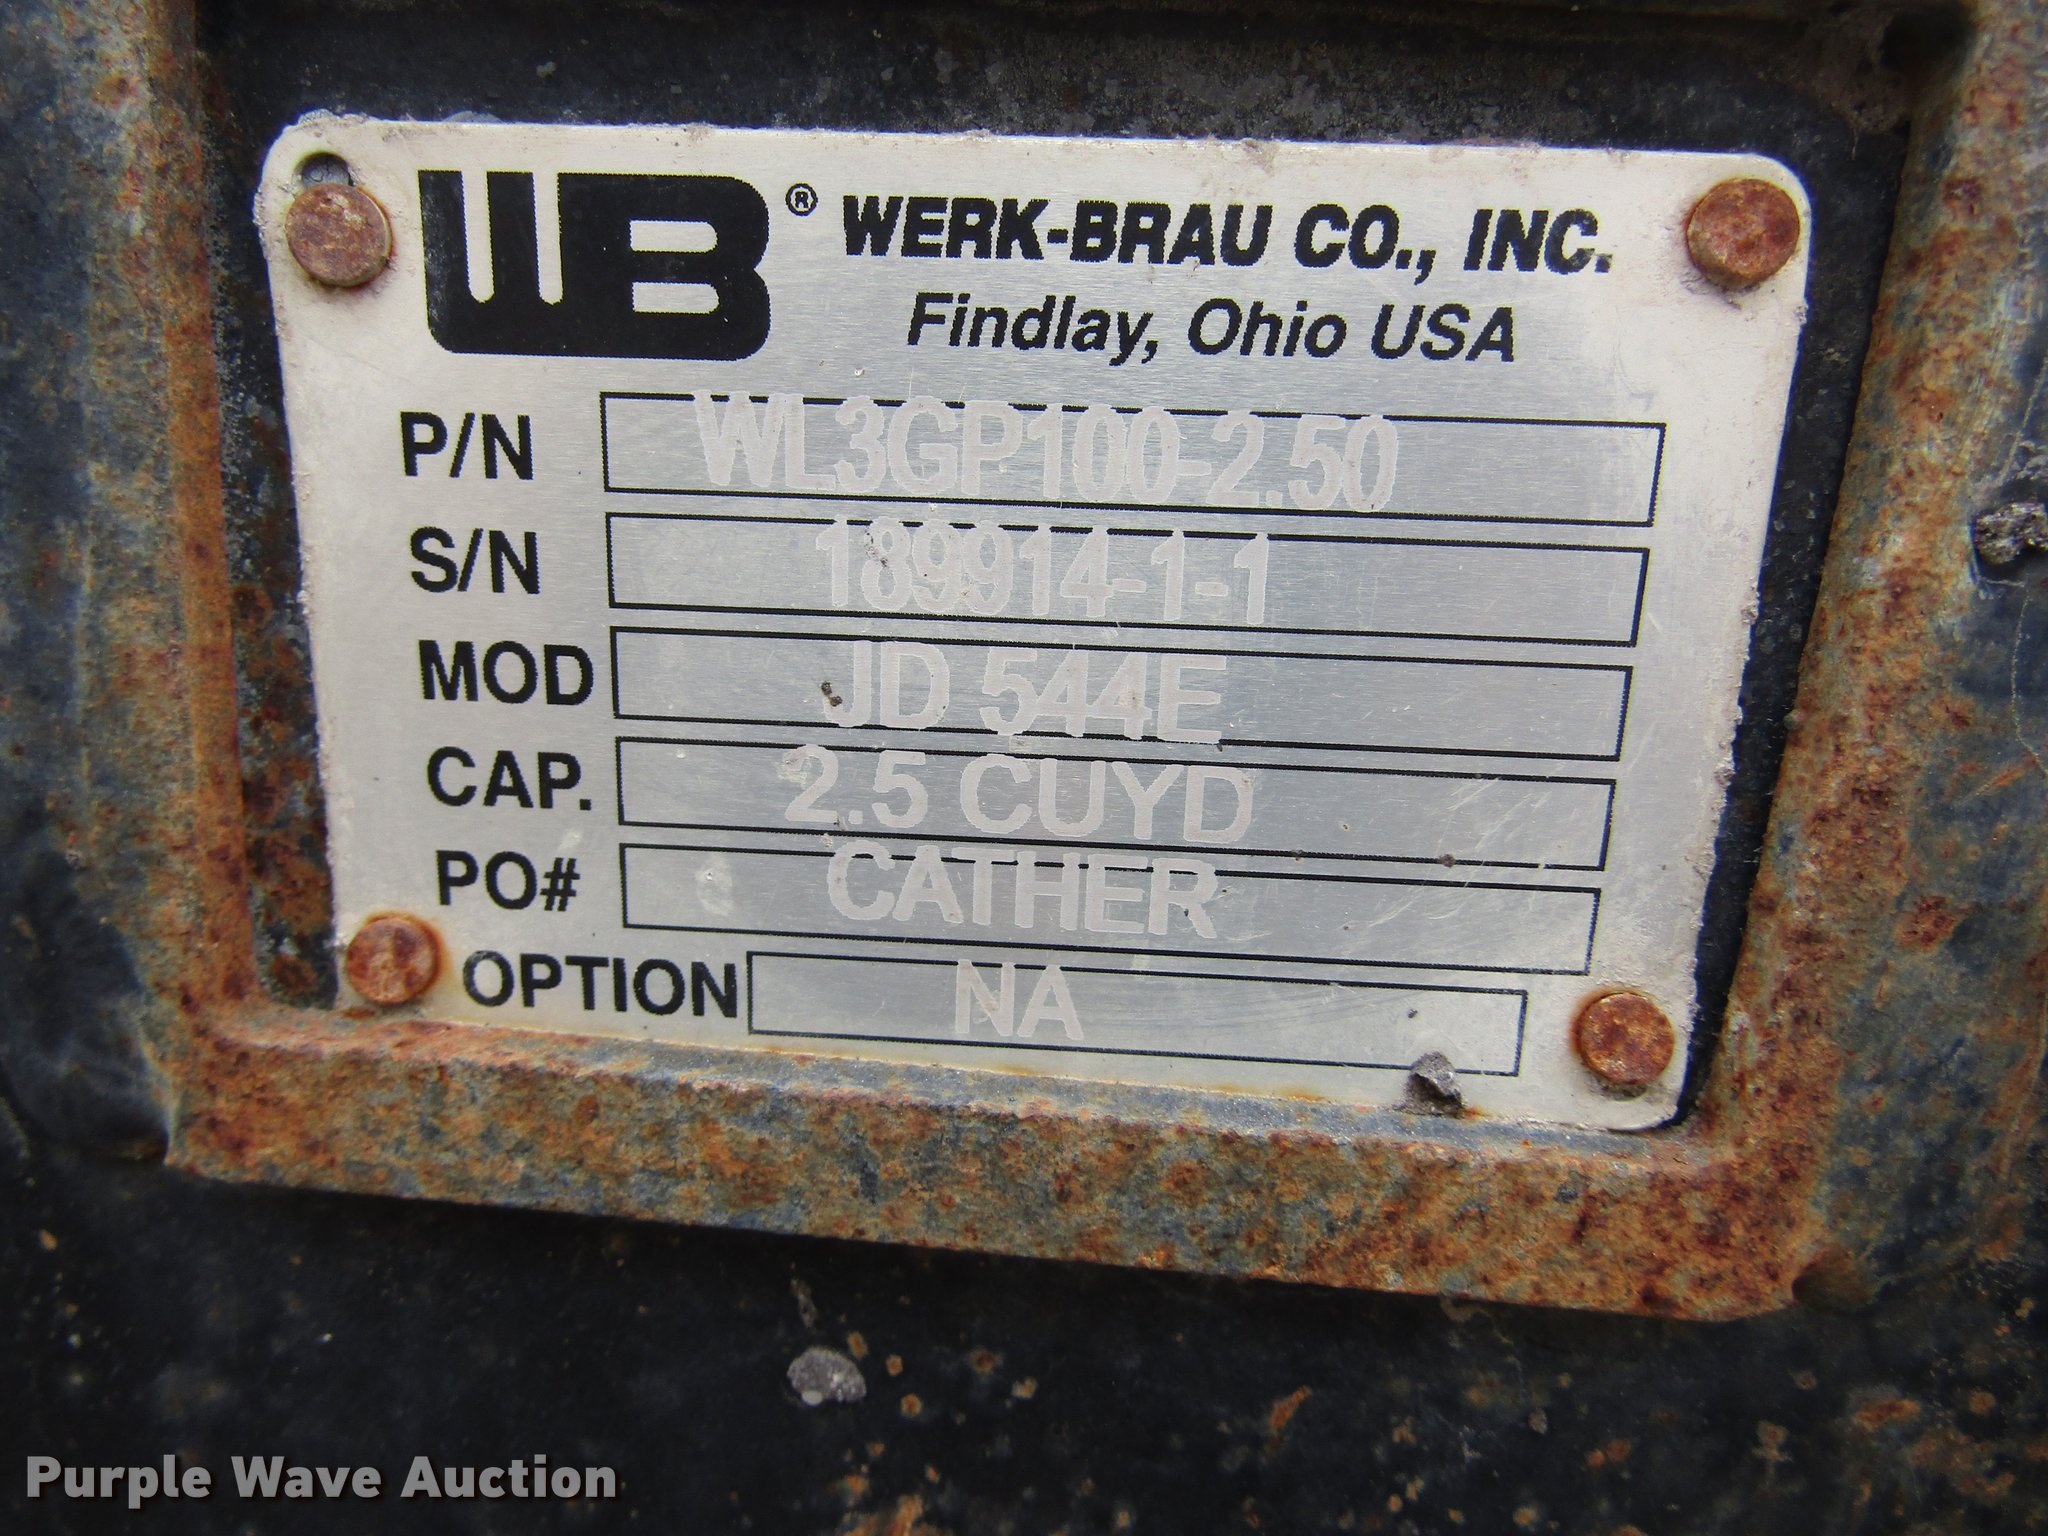 WB® WERK-BRAU CO., INC.
Findlay, Ohio USA
P/N WL3GP100-2.50
S/N 189914-1-1
MOD JD 544E
CAP. 2.5 CUYD
PO# CATHER
OPTION NA
Purple Wave Auction